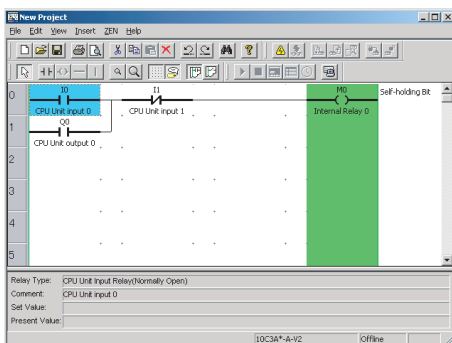 New Project
File Edit View Insert ZEN Help
0 I0 I1 M0 Self-holding Bit
CPU Unit input 0 CPU Unit input 1 Internal Relay 0
1 Q0
CPU Unit output 0
2
3
4
5
Relay Type: CPU Unit Input Relay(Normally Open)
Comment: CPU Unit input 0
Set Value:
Present Value:
10C3A*-A-V2 Offline